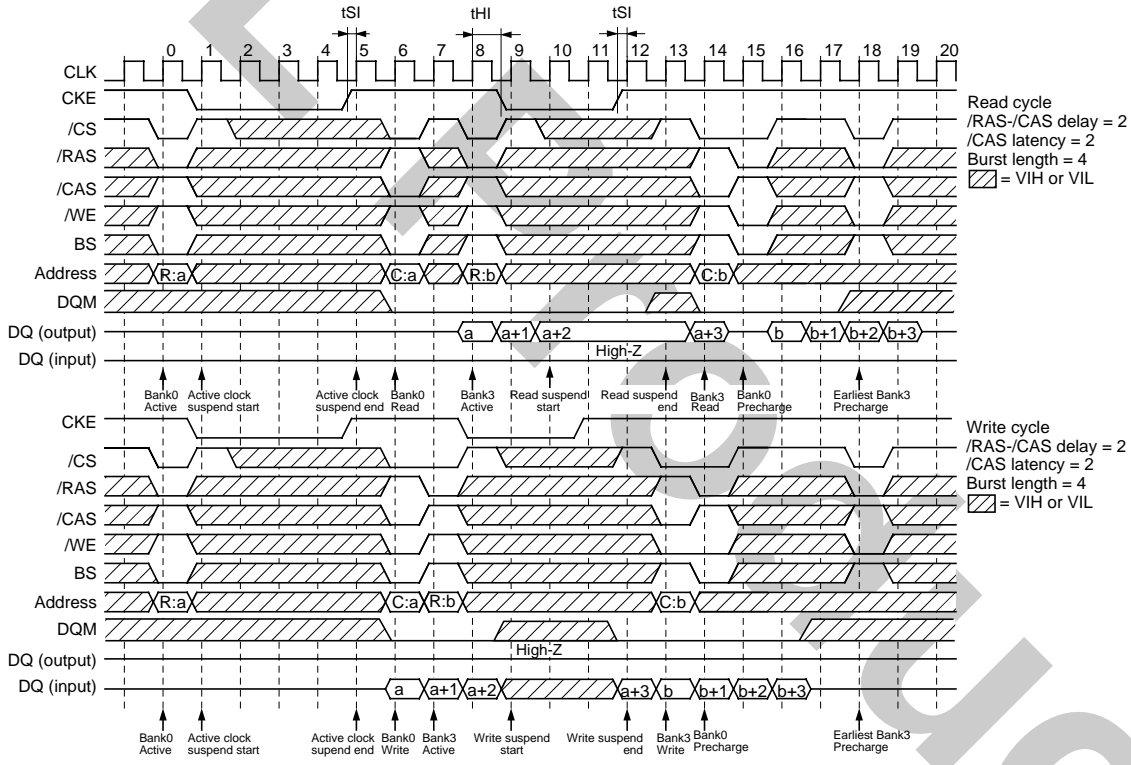 tSI tHI tSI
0 1 2 3 4 5 6 7 8 9 10 11 12 13 14 15 16 17 18 19 20
CLK
CKE
/CS
/RAS
/CAS
/WE
BS
Address R:a C:a R:b C:b
DQM
DQ (output) a a+1 a+2 a+3 b b+1 b+2 b+3
High-Z
DQ (input)
Read cycle
/RAS-/CAS delay = 2
/CAS latency = 2
Burst length = 4
= VIH or VIL
Bank0 Active clock Active clock Bank0 Bank3 Read suspend Read suspend Bank3 Bank0 Earliest Bank3
Active suspend start suspend end Read Active start end Read Precharge Precharge
CKE
/CS
/RAS
/CAS
/WE
BS
Address R:a C:a R:b C:b
DQM
High-Z
DQ (output)
DQ (input) a a+1 a+2 a+3 b b+1 b+2 b+3
Write cycle
/RAS-/CAS delay = 2
/CAS latency = 2
Burst length = 4
= VIH or VIL
Bank0 Active clock Active clock Bank0 Bank3 Write suspend Write suspend Bank3 Bank0 Earliest Bank3
Active suspend start supend end Write Active start end Write Precharge Precharge